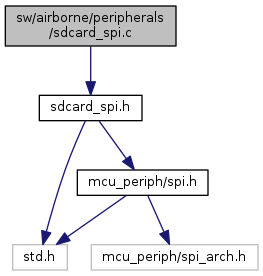 sw/airborne/peripherals
/sdcard_spi.c
sdcard_spi.h
mcu_periph/spi.h
std.h
mcu_periph/spi_arch.h